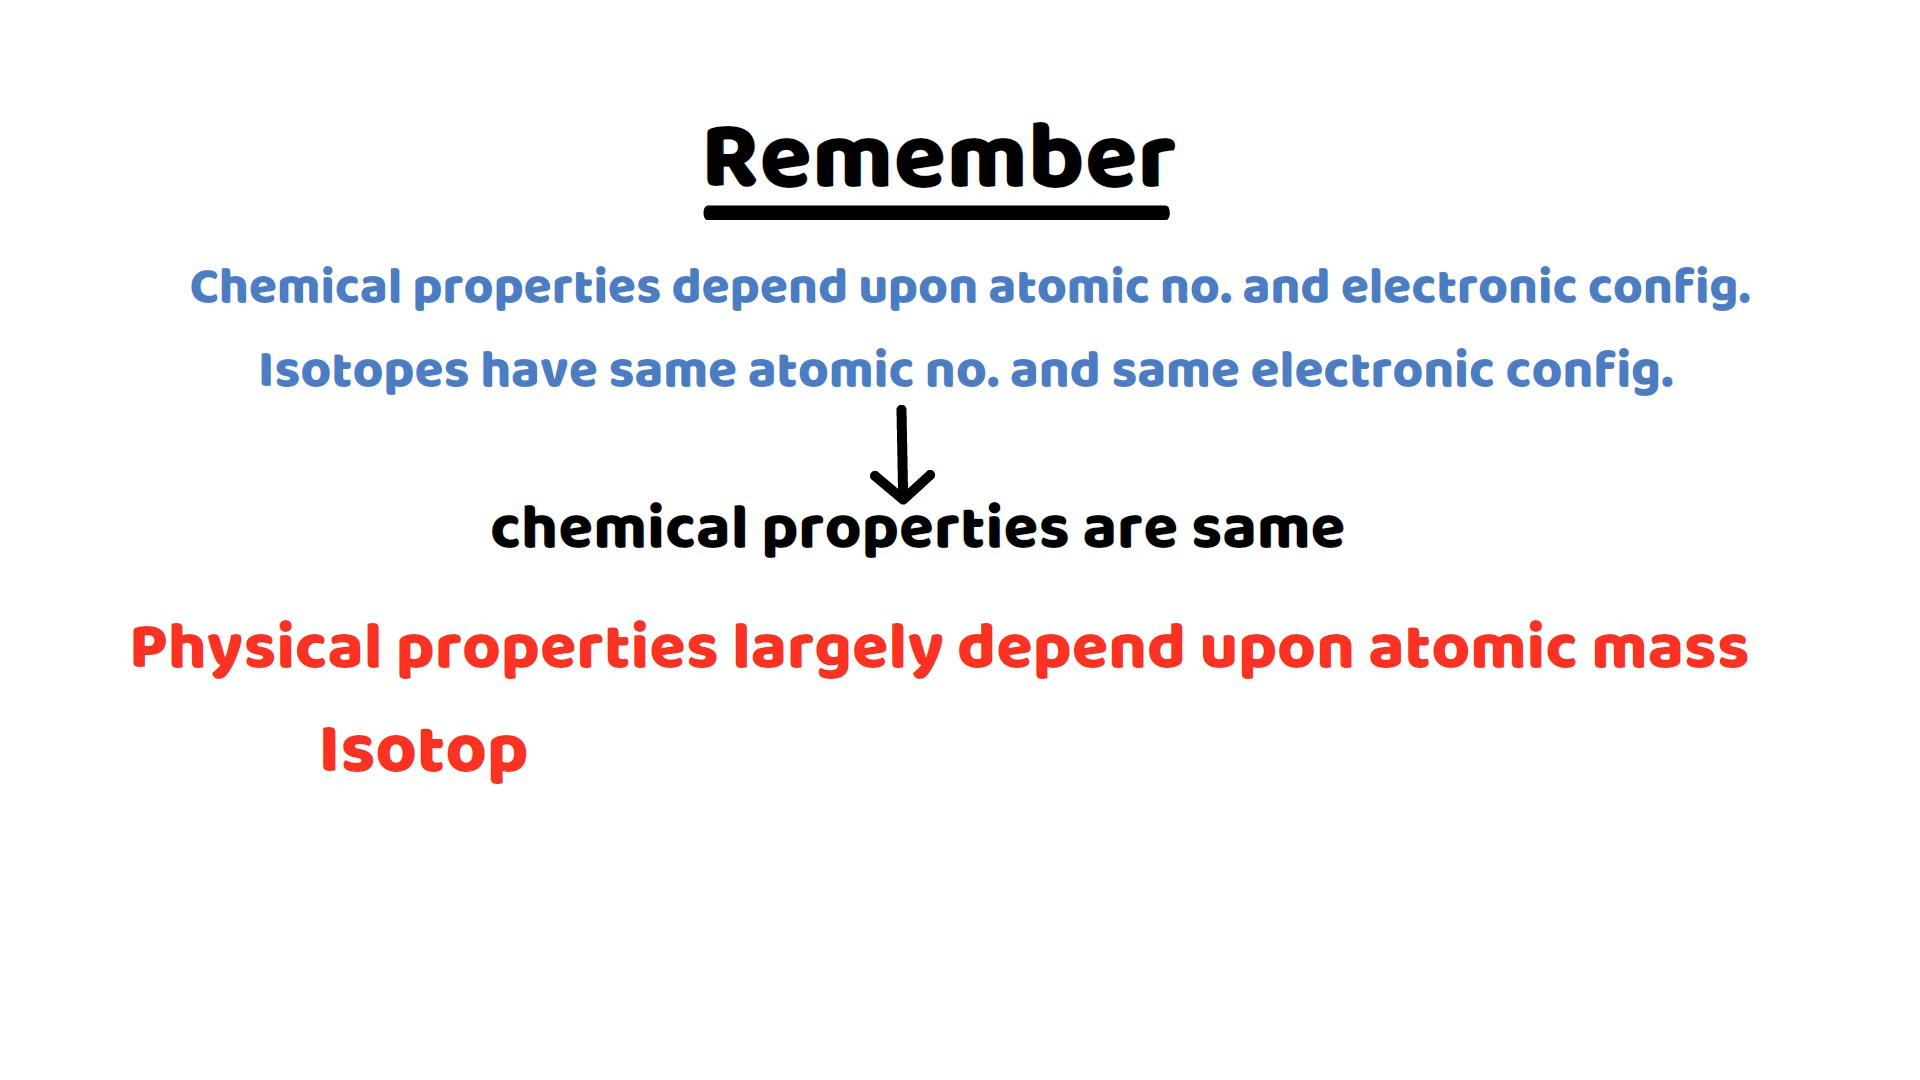 Remember
Chemical properties depend upon atomic no. and electronic config.
Isotopes have same atomic no. and same electronic config.
chemical properties are same
Physical properties largely depend upon atomic mass
Isotop